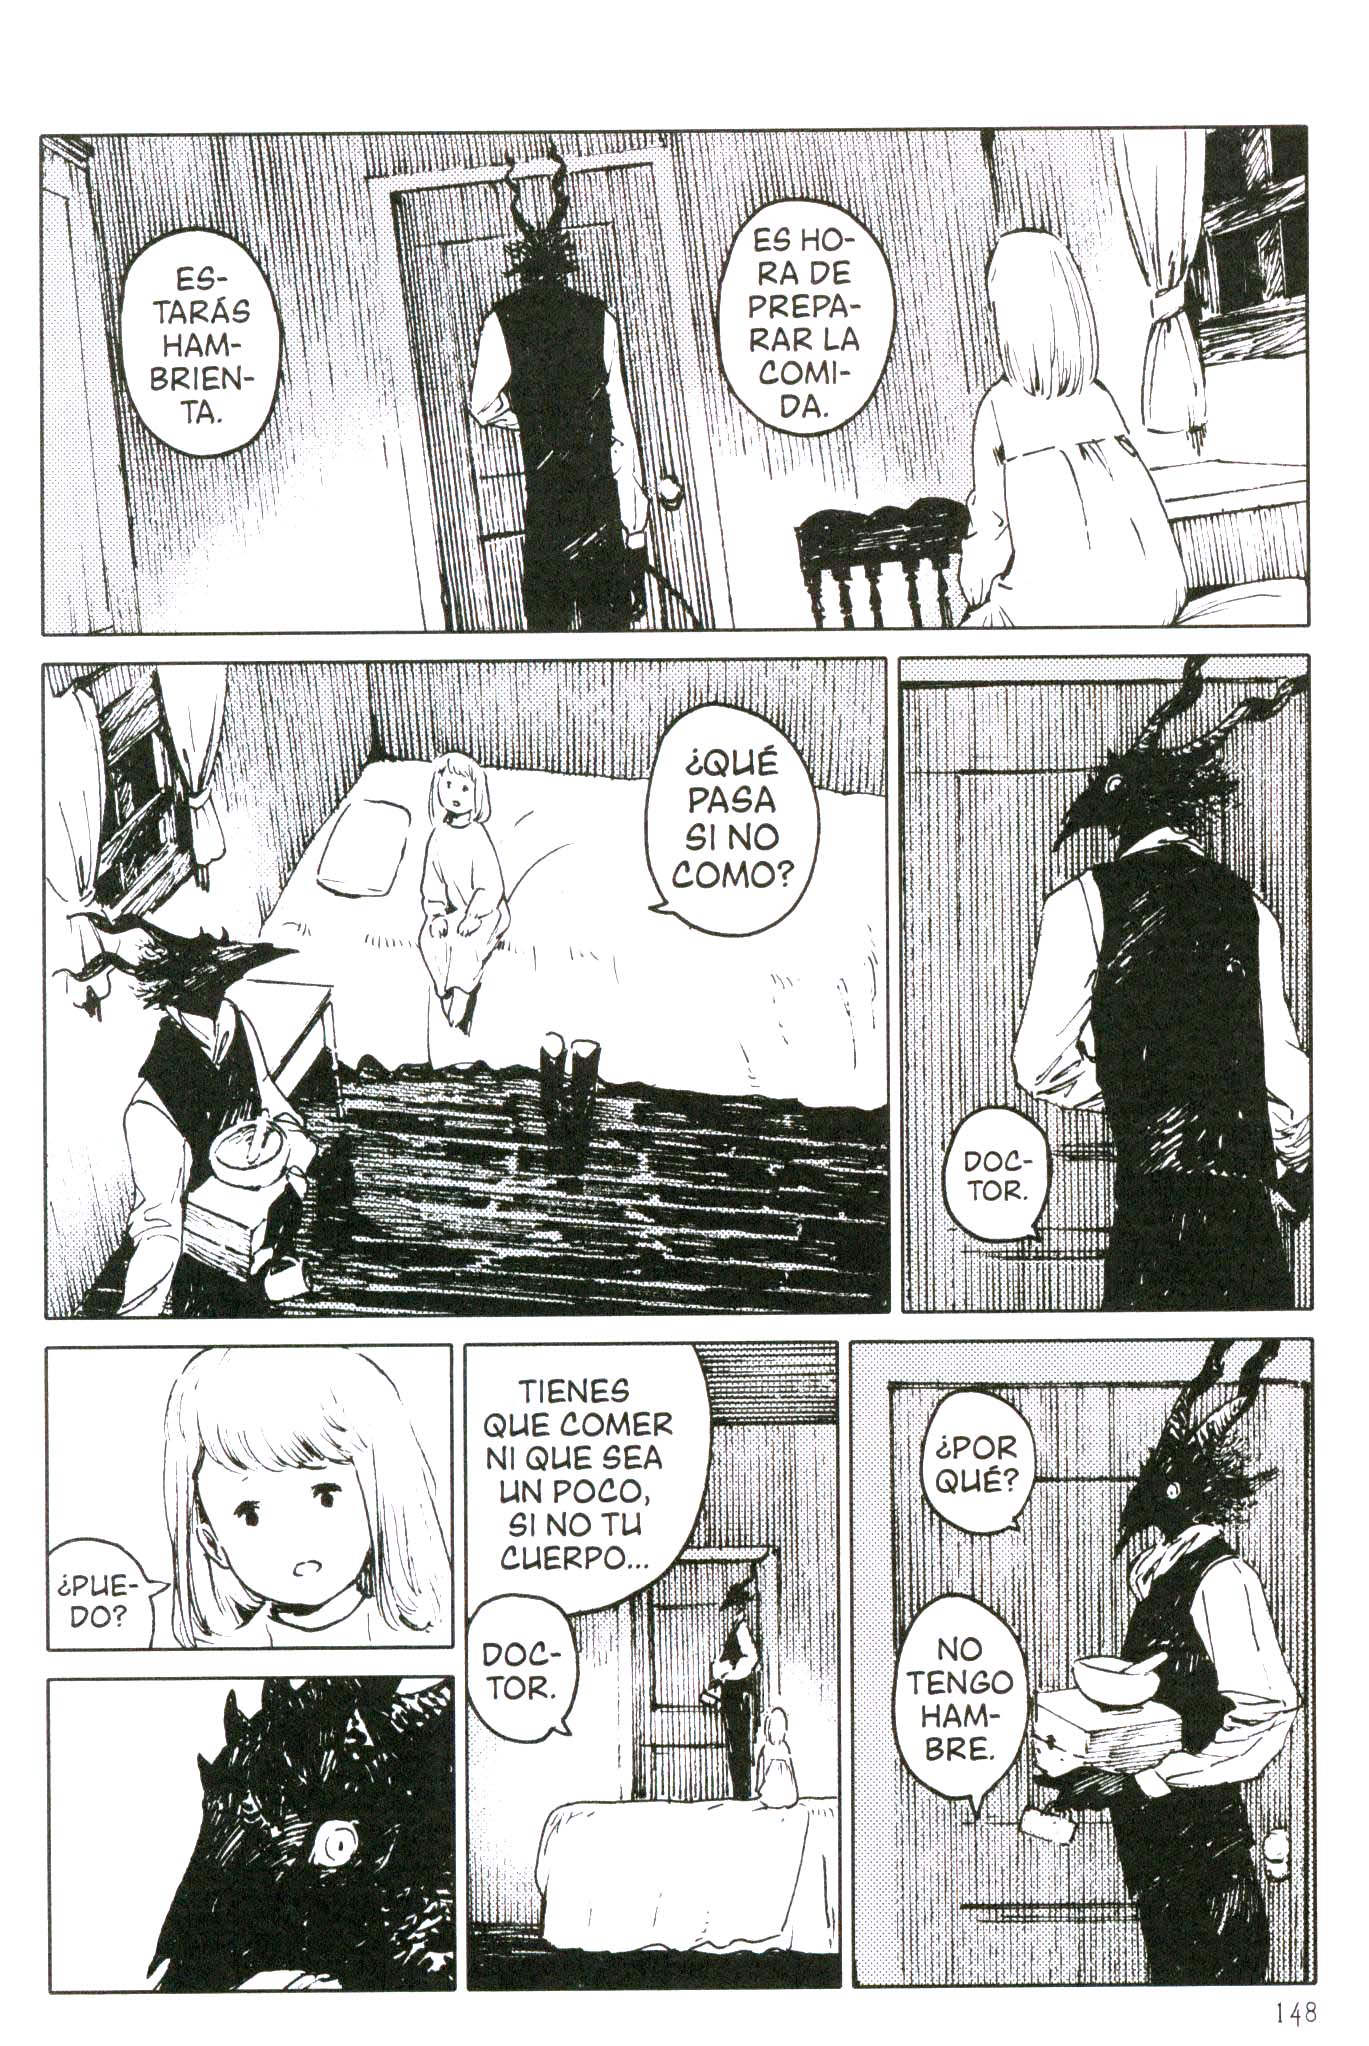 ES HO-
RA DE
PREPA-
RAR LA
COMI-
DA.
ES-
TARÁS
HAM-
BRIEN-
TA.
DOC-
TOR.
¿QUÉ
PASA
SI NO
COMO?
¿POR
QUÉ?
NO
TENGO
HAM-
BRE.
TIENES
QUE COMER
NI QUE SEA
UN POCO,
SI NO TU
CUERPO...
DOC-
TOR.
¿PUE-
DO?
148